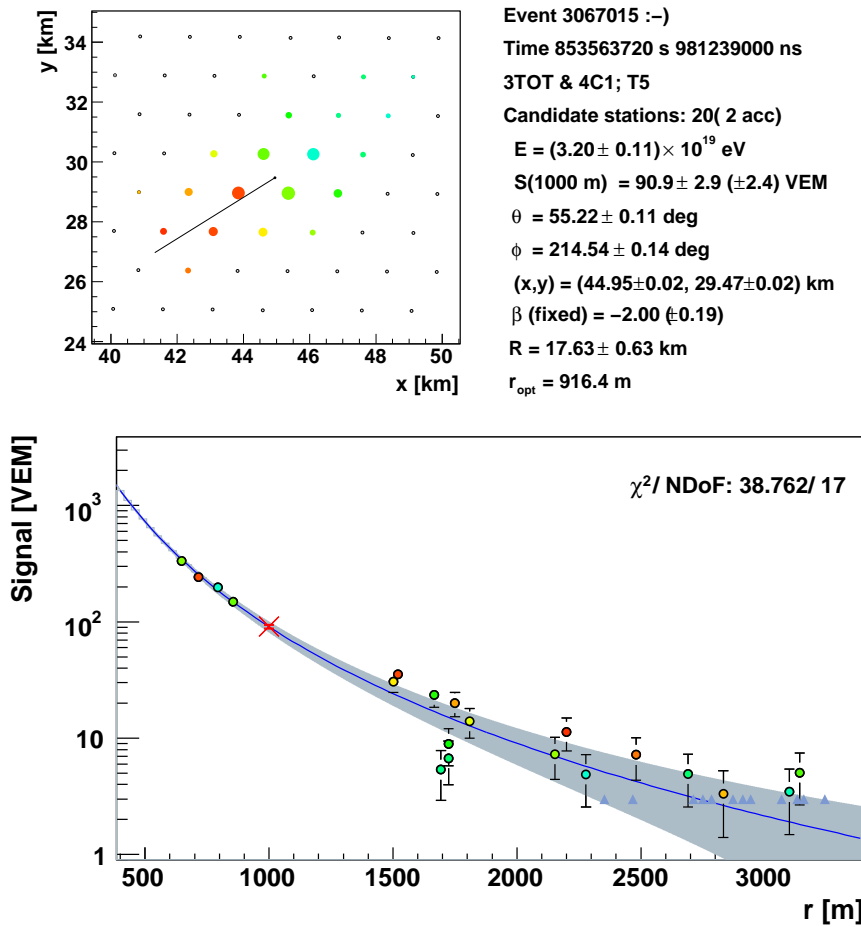 y [km]
34
32
30
28
26
24
40 42 44 46 48 50
x [km]
Event 3067015 :-)
Time 853563720 s 981239000 ns
3TOT & 4C1; T5
Candidate stations: 20( 2 acc)
E = (3.20 ± 0.11) × 10^19 eV
S(1000 m) = 90.9 ± 2.9 (±2.4) VEM
θ = 55.22 ± 0.11 deg
ϕ = 214.54 ± 0.14 deg
(x,y) = (44.95±0.02, 29.47±0.02) km
β (fixed) = −2.00 (±0.19)
R = 17.63 ± 0.63 km
r_opt = 916.4 m
Signal [VEM]
χ²/ NDoF: 38.762/ 17
10³
10²
10
1
500 1000 1500 2000 2500 3000
r [m]